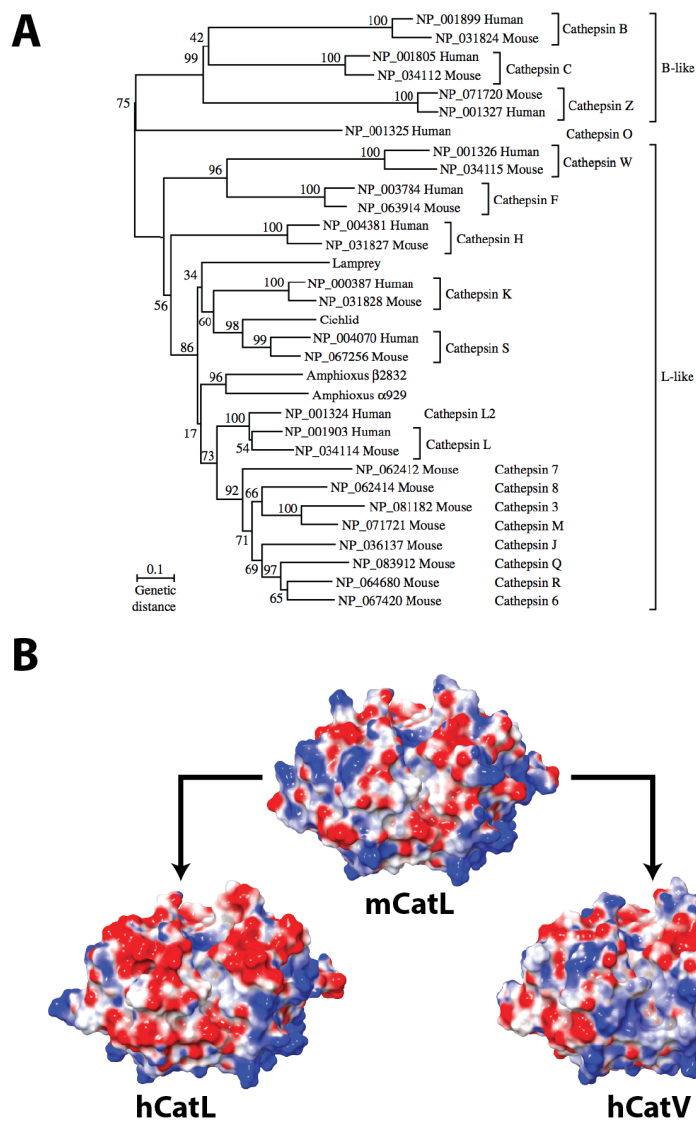 A
NP_001899 Human
NP_031824 Mouse
Cathepsin B
100
42
NP_001805 Human
NP_034112 Mouse
Cathepsin C
100
99
NP_071720 Mouse
NP_001327 Human
Cathepsin Z
100
B-like
75
NP_001325 Human
Cathepsin O
NP_001326 Human
NP_034115 Mouse
Cathepsin W
100
96
NP_003784 Human
NP_063914 Mouse
Cathepsin F
100
NP_004381 Human
NP_031827 Mouse
Cathepsin H
100
56
Lamprey
34
NP_000387 Human
NP_031828 Mouse
Cathepsin K
100
60
Cichlid
98
NP_004070 Human
NP_067256 Mouse
Cathepsin S
99
86
Amphioxus β2832
Amphioxus α929
96
L-like
17
NP_001324 Human
Cathepsin L2
100
NP_001903 Human
NP_034114 Mouse
Cathepsin L
54
73
NP_062412 Mouse
Cathepsin 7
92
NP_062414 Mouse
Cathepsin 8
66
NP_081182 Mouse
Cathepsin 3
100
NP_071721 Mouse
Cathepsin M
71
NP_036137 Mouse
Cathepsin J
69
NP_083912 Mouse
Cathepsin Q
97
NP_064680 Mouse
Cathepsin R
65
NP_067420 Mouse
Cathepsin 6
0.1
Genetic
distance
B
mCatL
hCatL
hCatV